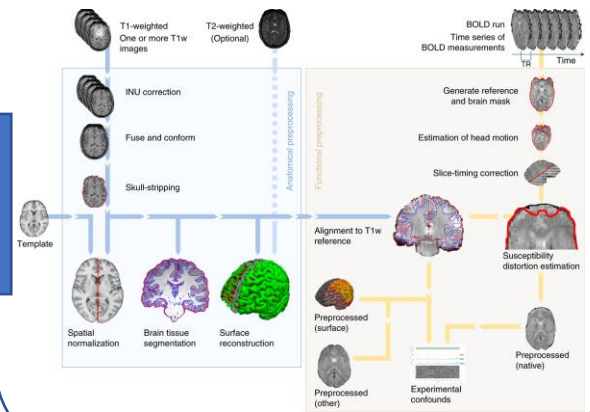 T1-weighted
One or more T1w
images
T2-weighted
(Optional)
BOLD run
Time series of
BOLD measurements
TR
Time
INU correction
Fuse and conform
Skull-stripping
Anatomical preprocessing
Functional preprocessing
Generate reference
and brain mask
Estimation of head motion
Slice-timing correction
Template
Alignment to T1w
reference
Susceptibility
distortion estimation
Spatial
normalization
Brain tissue
segmentation
Surface
reconstruction
Preprocessed
(surface)
Preprocessed
(other)
Experimental
confounds
Preprocessed
(native)